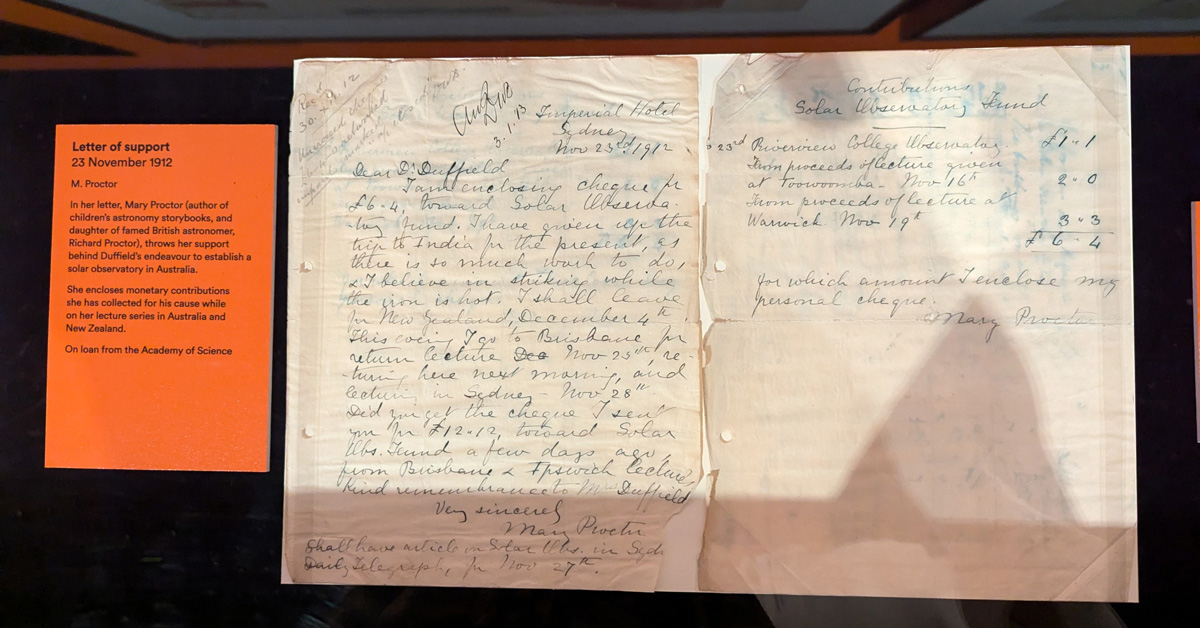 Letter of support
23 November 1912
M. Proctor
In her letter, Mary Proctor (author of
children's astronomy storybooks, and
daughter of famed British astronomer,
Richard Proctor), throws her support
behind Duffield's endeavour to establish a
solar observatory in Australia.
She encloses monetary contributions
she has collected for his cause while
on her lecture series in Australia and
New Zealand.
On loan from the Academy of Science
3.1.13
Imperial Hotel
Sydney
Nov 23rd, 1912
Dear Dr Duffield
I am enclosing cheque for
£6-4, toward Solar Observa-
-tory fund. I have given up the
trip to India for the present, as
there is so much work to do,
& I believe in striking while
the iron is hot. I shall leave
for New Zealand, December 4th
This evening I go to Brisbane for
return lecture Dec Nov 25th, re-
-turning here next morning, and
lecturing in Sydney - Nov 28th
Did you get the cheque I sent
you for £12-12, toward Solar
Obs. Fund a few days ago,
from Brisbane & Ipswich lectures,
Kind remembrance to Mrs Duffield
Very sincerely
Mary Proctor
Shall have article on Solar Obs. in Syd.
Daily Telegraph, for Nov 27th.
Contributions
Solar Observatory Fund
23rd Riverview College Observatory £1"1
From proceeds of lecture given
at Toowoomba - Nov 16th 2"0
From proceeds of lecture at
Warwick Nov 19th 3"3
£6-4
for which amount I enclose my
personal cheque.
Mary Proctor